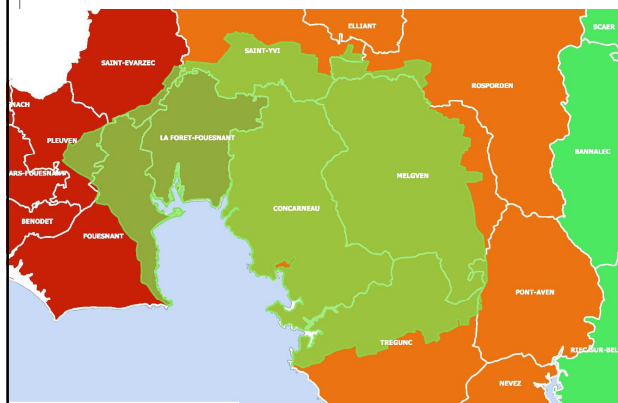 ELLIANT
SCAER
SAINT-YVI
SAINT-EVARZEC
ROSPORDEN
PLEUVEN
LA FORET-FOUESNANT
BANNALEC
MELGVEN
CONCARNEAU
BENODET
FOUESNANT
PONT-AVEN
TREGUNC
NEVEZ